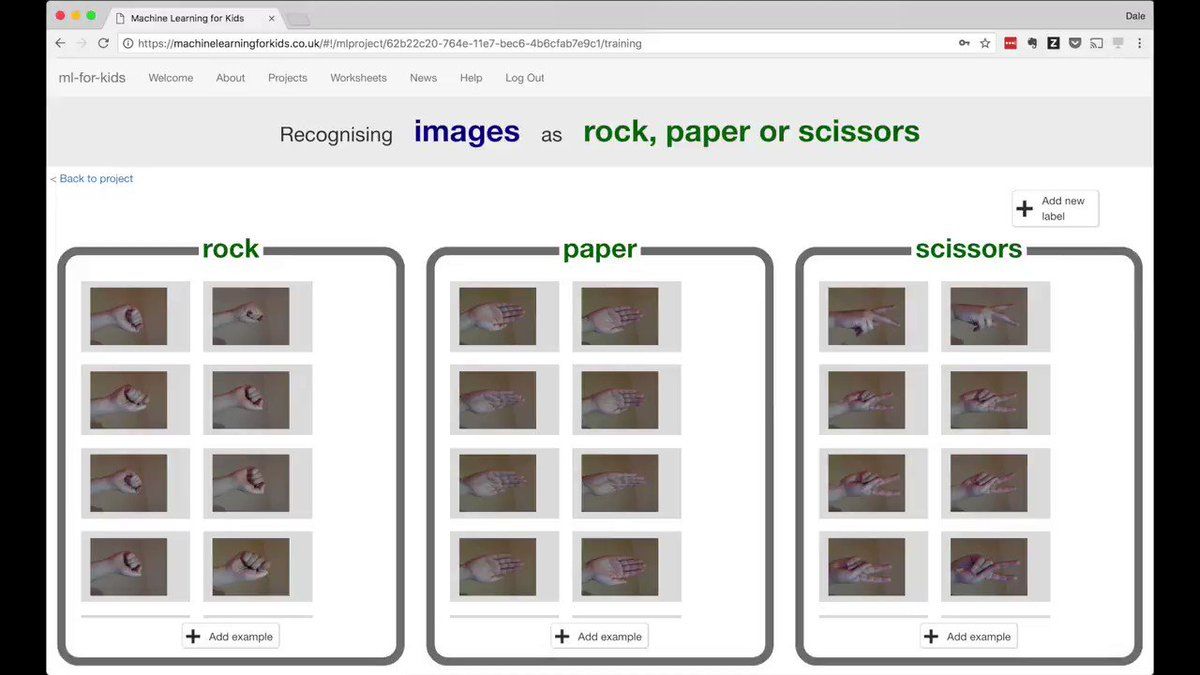 Machine Learning for Kids
Dale
https://machinelearningforkids.co.uk/#!/mlproject/62b22c20-764e-11e7-bec6-4b6cfab7e9c1/training
ml-for-kids Welcome About Projects Worksheets News Help Log Out
Recognising images as rock, paper or scissors
< Back to project
Add new
label
rock paper scissors
Add example Add example Add example